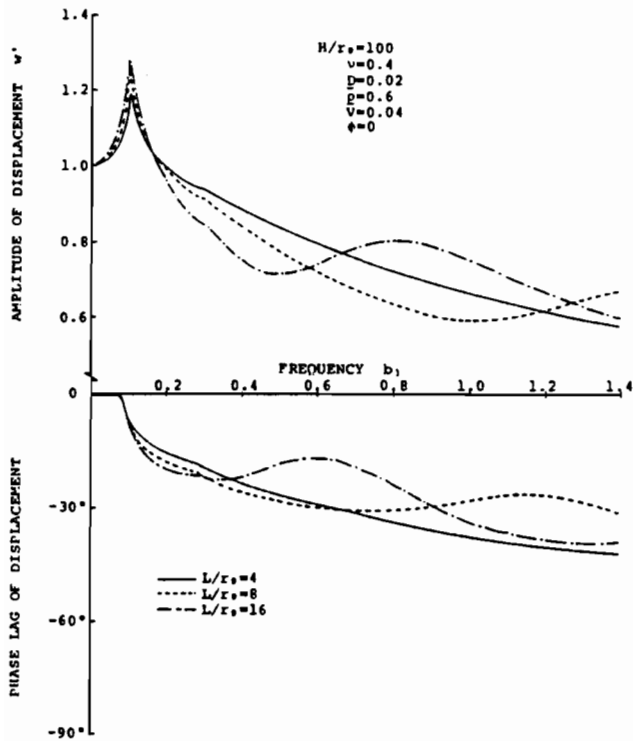 1.4
1.2
1.0
0.8
0.6
AMPLITUDE OF DISPLACEMENT w'
H/r₀=100
ν=0.4
D=0.02
p=0.6
V=0.04
φ=0
FREQUENCY b₁
0.2
0.4
0.6
0.8
1.0
1.2
1.4
0
-30°
-60°
-90°
PHASE LAG OF DISPLACEMENT
L/r₀=4
L/r₀=8
L/r₀=16